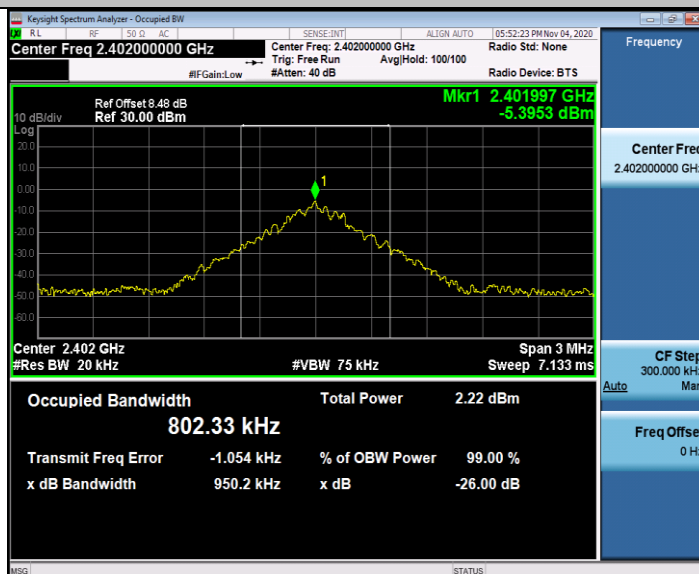 Keysight Spectrum Analyzer - Occupied BW
RL RF 50 Ω AC SENSE:INT ALIGN AUTO 05:52:23 PM Nov 04, 2020
Center Freq 2.402000000 GHz
Center Freq: 2.402000000 GHz
Radio Std: None
Trig: Free Run Avg|Hold: 100/100
#IFGain:Low #Atten: 40 dB Radio Device: BTS
Frequency
Mkr1 2.401997 GHz
-5.3953 dBm
Ref Offset 8.48 dB
10 dB/div Ref 30.00 dBm
Log
20.0
10.0
0.00
-10.0
-20.0
-30.0
-40.0
-50.0
-60.0
1
Center 2.402 GHz Span 3 MHz
#Res BW 20 kHz #VBW 75 kHz Sweep 7.133 ms
Occupied Bandwidth Total Power 2.22 dBm
802.33 kHz
Transmit Freq Error -1.054 kHz % of OBW Power 99.00 %
x dB Bandwidth 950.2 kHz x dB -26.00 dB
Center Freq
2.402000000 GHz
CF Step
300.000 kHz
Auto Man
Freq Offset
0 Hz
MSG STATUS